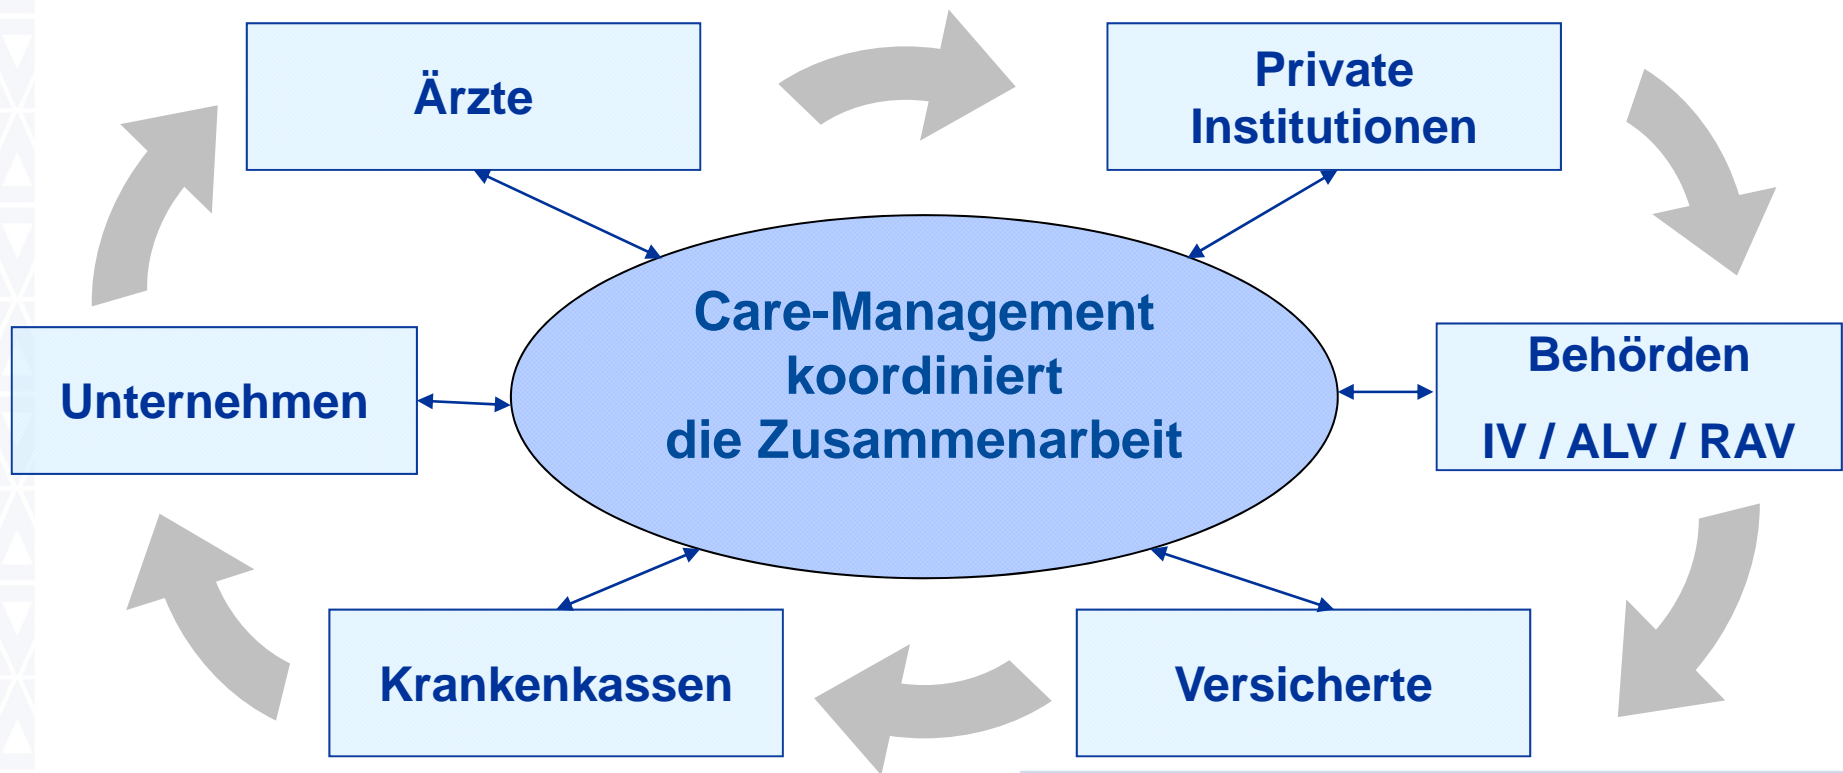 Ärzte
Private
Institutionen
Care-Management
koordiniert
die Zusammenarbeit
Unternehmen
Behörden
IV / ALV / RAV
Krankenkassen
Versicherte